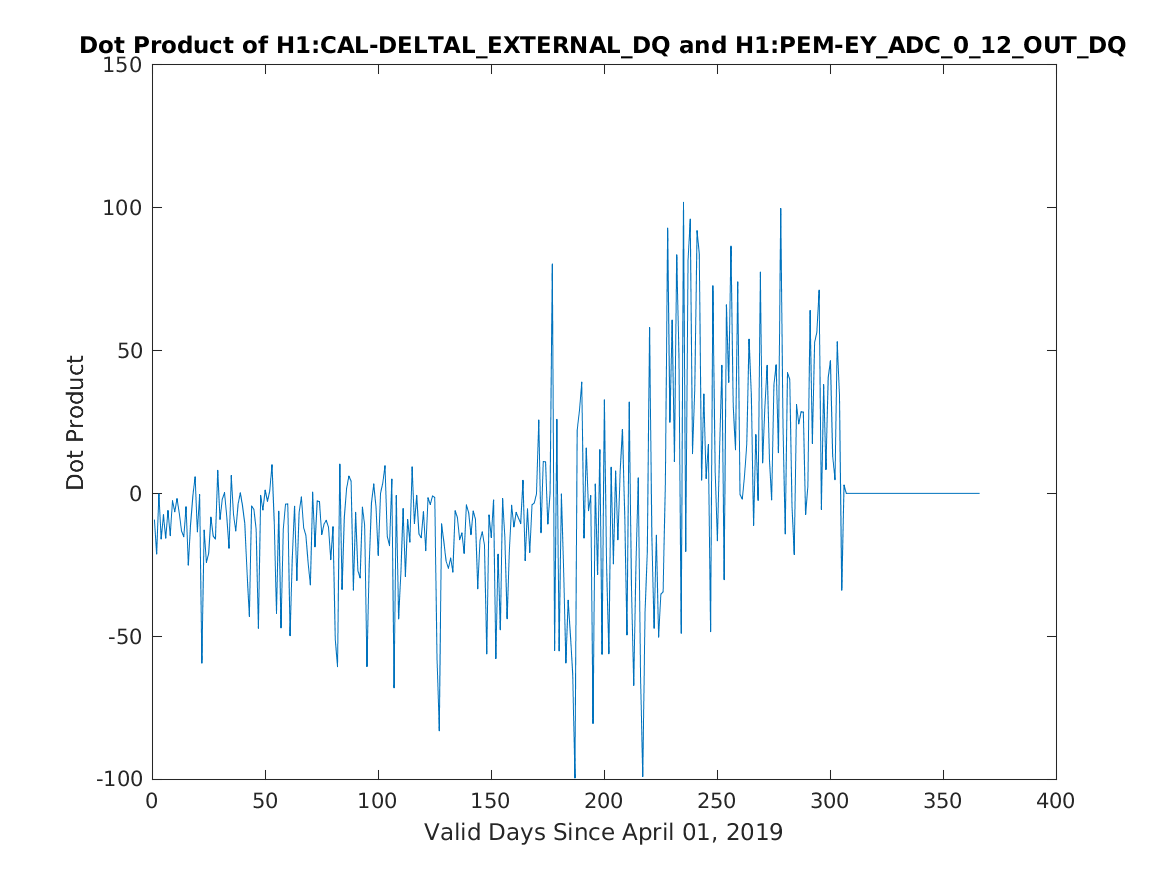 Dot Product of H1:CAL-DELTAL_EXTERNAL_DQ and H1:PEM-EY_ADC_0_12_OUT_DQ
150
100
50
0
-50
-100
Dot Product
0 50 100 150 200 250 300 350 400
Valid Days Since April 01, 2019